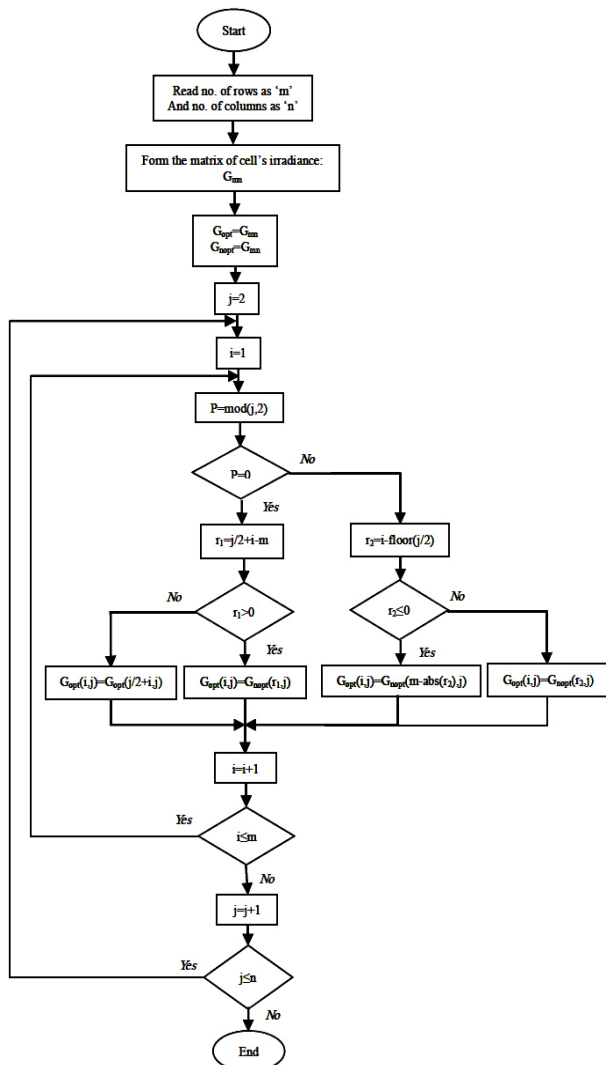 Start
Read no. of rows as ‘m’
And no. of columns as ‘n’
Form the matrix of cell’s irradiance:
Gmn
Gopt=Gmn
Gnopt=Gmn
j=2
i=1
P=mod(j,2)
P=0
No
Yes
r1=j/2+i-m
r2=i-floor(j/2)
r1>0
No
Yes
r2≤0
No
Yes
Gopt(i,j)=Gopt(j/2+i,j)
Gopt(i,j)=Gnopt(r1,j)
Gopt(i,j)=Gnopt(m-abs(r2),j)
Gopt(i,j)=Gnopt(r2,j)
i=i+1
Yes
i≤m
No
j=j+1
Yes
j≤n
No
End